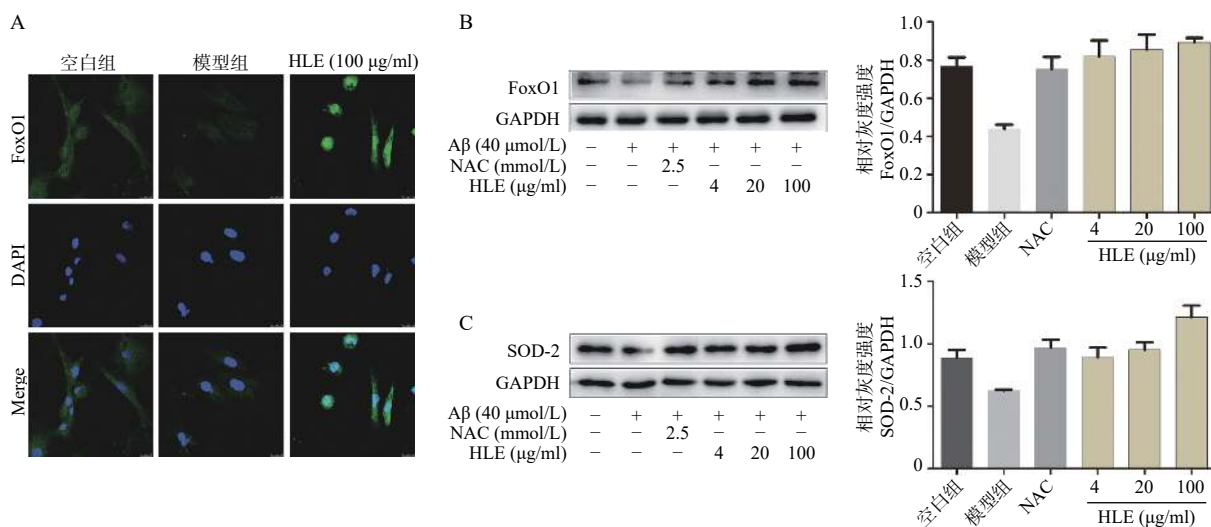 A
空白组 模型组 HLE (100 μg/ml)
FoxO1
DAPI
Merge
B
FoxO1
GAPDH
Aβ (40 μmol/L) − + + + + +
NAC (mmol/L) − − 2.5 − − −
HLE (μg/ml) − − − 4 20 100
相对灰度强度
FoxO1/GAPDH
1.0
0.8
0.6
0.4
0.2
0
空白组 模型组 NAC 4 20 100
HLE (μg/ml)
C
SOD-2
GAPDH
Aβ (40 μmol/L) − + + + + +
NAC (mmol/L) − − 2.5 − − −
HLE (μg/ml) − − − 4 20 100
相对灰度强度
SOD-2/GAPDH
1.5
1.0
0.5
0
空白组 模型组 NAC 4 20 100
HLE (μg/ml)